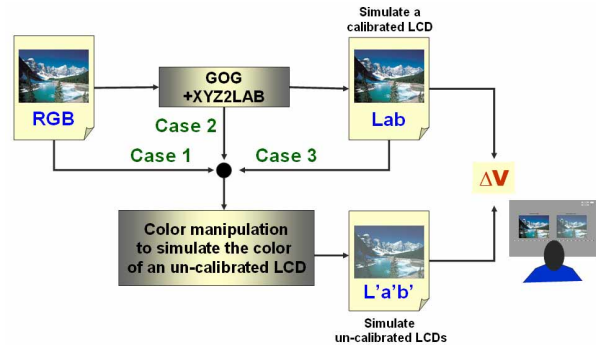 Simulate a
calibrated LCD
RGB
GOG
+XYZ2LAB
Lab
Case 2
Case 1
Case 3
ΔV
Color manipulation
to simulate the color
of an un-calibrated LCD
L'a'b'
Simulate
un-calibrated LCDs